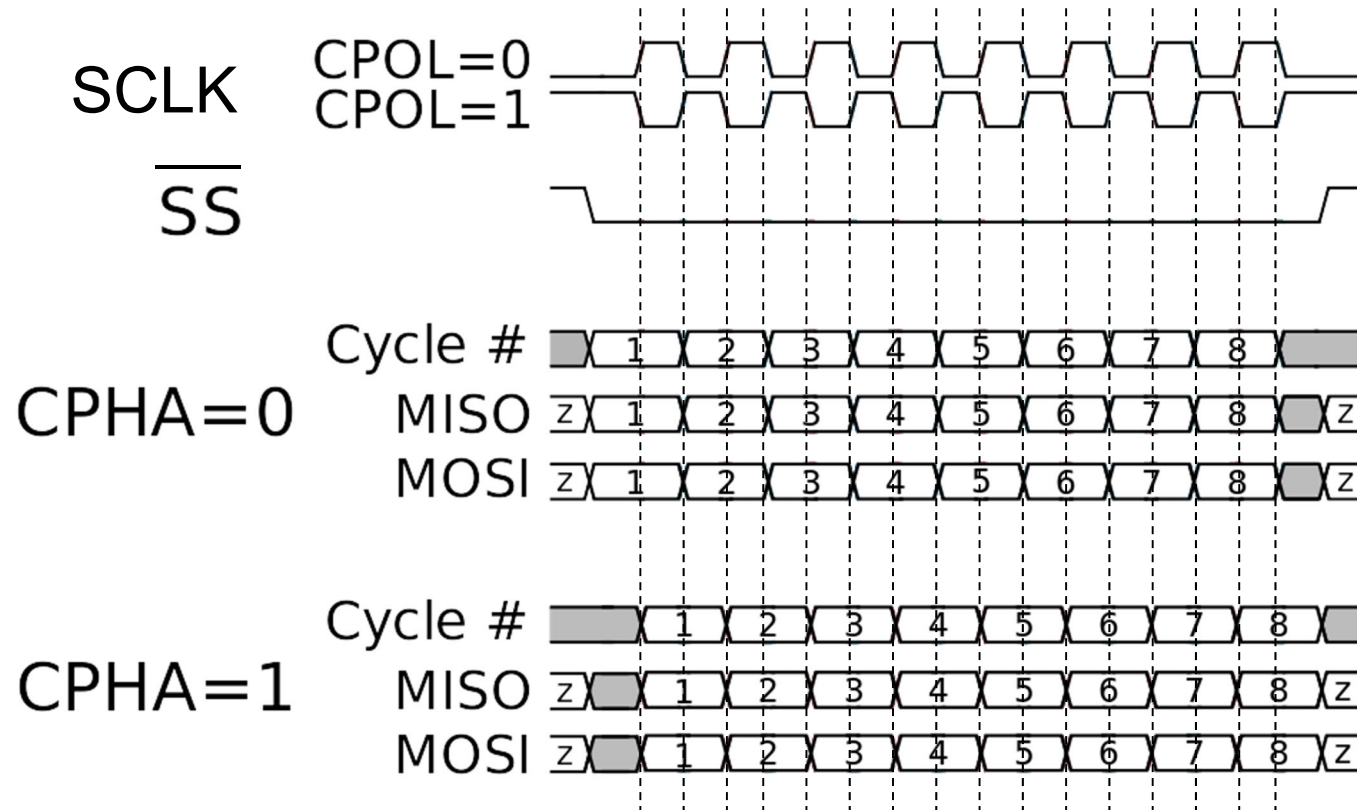 SCLK
CPOL=0
CPOL=1
SS
CPHA=0
Cycle # 1 2 3 4 5 6 7 8
MISO z 1 2 3 4 5 6 7 8 z
MOSI z 1 2 3 4 5 6 7 8 z
CPHA=1
Cycle # 1 2 3 4 5 6 7 8
MISO z 1 2 3 4 5 6 7 8 z
MOSI z 1 2 3 4 5 6 7 8 z